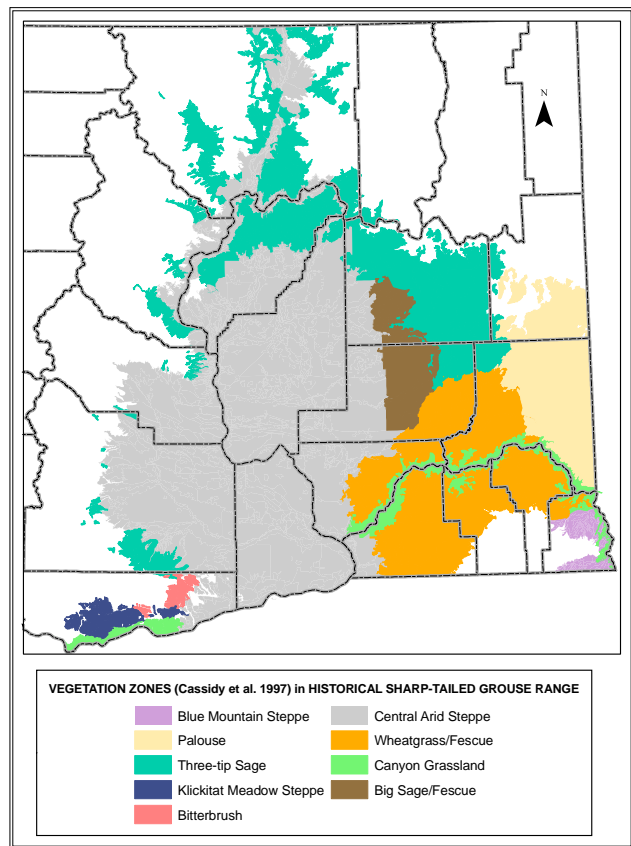 N
VEGETATION ZONES (Cassidy et al. 1997) in HISTORICAL SHARP-TAILED GROUSE RANGE
Blue Mountain Steppe
Palouse
Three-tip Sage
Klickitat Meadow Steppe
Bitterbrush
Central Arid Steppe
Wheatgrass/Fescue
Canyon Grassland
Big Sage/Fescue